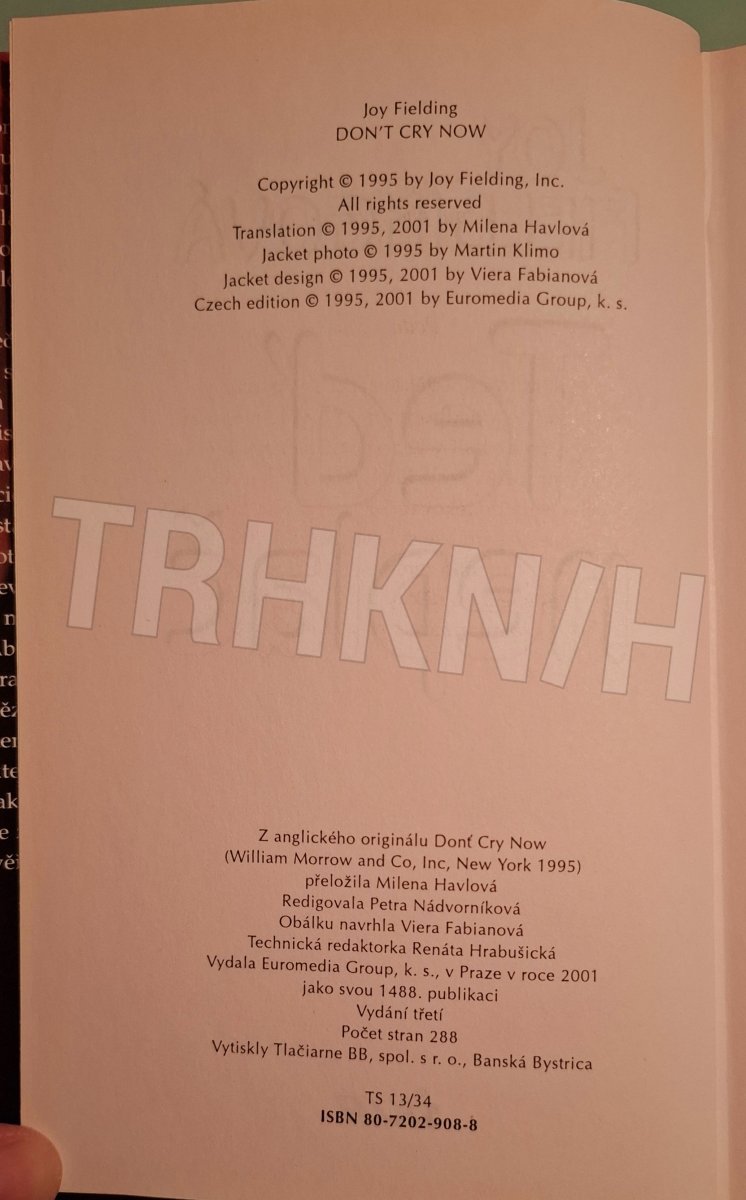 Joy Fielding
DON'T CRY NOW
Copyright © 1995 by Joy Fielding, Inc.
All rights reserved
Translation © 1995, 2001 by Milena Havlová
Jacket photo © 1995 by Martin Klimo
Jacket design © 1995, 2001 by Viera Fabianová
Czech edition © 1995, 2001 by Euromedia Group, k. s.
TRHKNIH
Z anglického originálu Donť Cry Now
(William Morrow and Co, Inc, New York 1995)
přeložila Milena Havlová
Redigovala Petra Nádvorníková
Obálku navrhla Viera Fabianová
Technická redaktorka Renáta Hrabušická
Vydala Euromedia Group, k. s., v Praze v roce 2001
jako svou 1488. publikaci
Vydání třetí
Počet stran 288
Vytiskly Tlačiarne BB, spol. s r. o., Banská Bystrica
TS 13/34
ISBN 80-7202-908-8